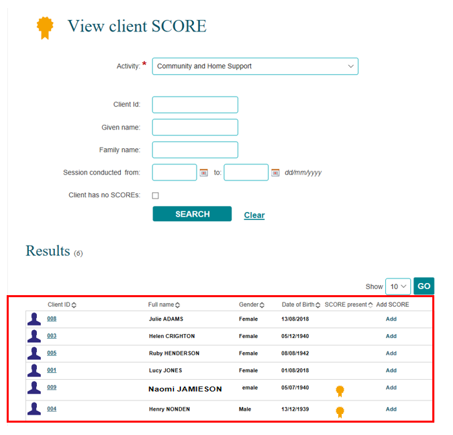 View client SCORE
Activity: * Community and Home Support
Client Id:
Given name:
Family name:
Session conducted from: to: dd/mm/yyyy
Client has no SCOREs:
SEARCH Clear
Results (6)
Show 10 GO
Client ID Full name Gender Date of Birth SCORE present Add SCORE
Julie ADAMS Female 13/08/2018 Add
003 Helen CRIGHTON Female 05/12/1940 Add
Ruby HENDERSON Female 08/08/1942 Add
Lucy JONES Female 01/08/2018 Add
009 Naomi JAMIESON emale 05/07/1940 Add
004 Henry NONDEN Male 13/12/1939 Add